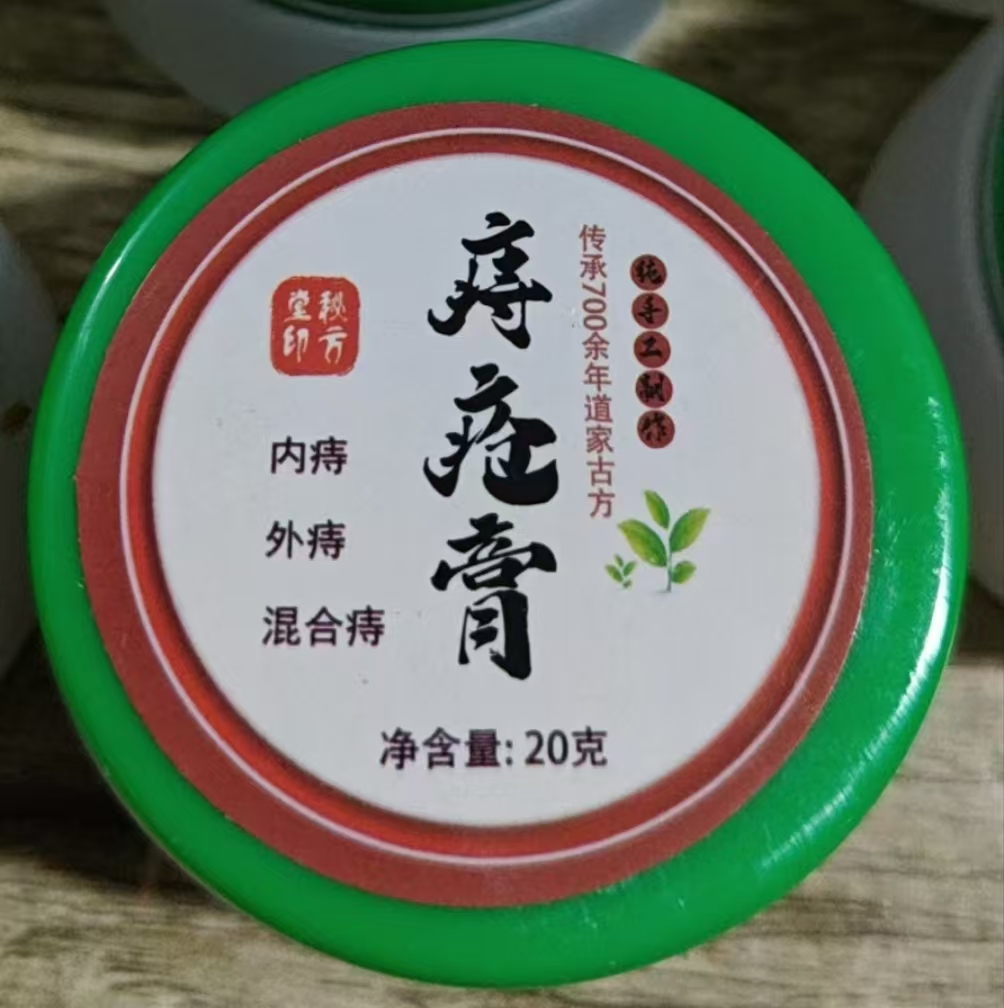 纯手工制作
传承700余年道家古方
痔疮膏
秘方堂印
内痔
外痔
混合痔
净含量: 20克